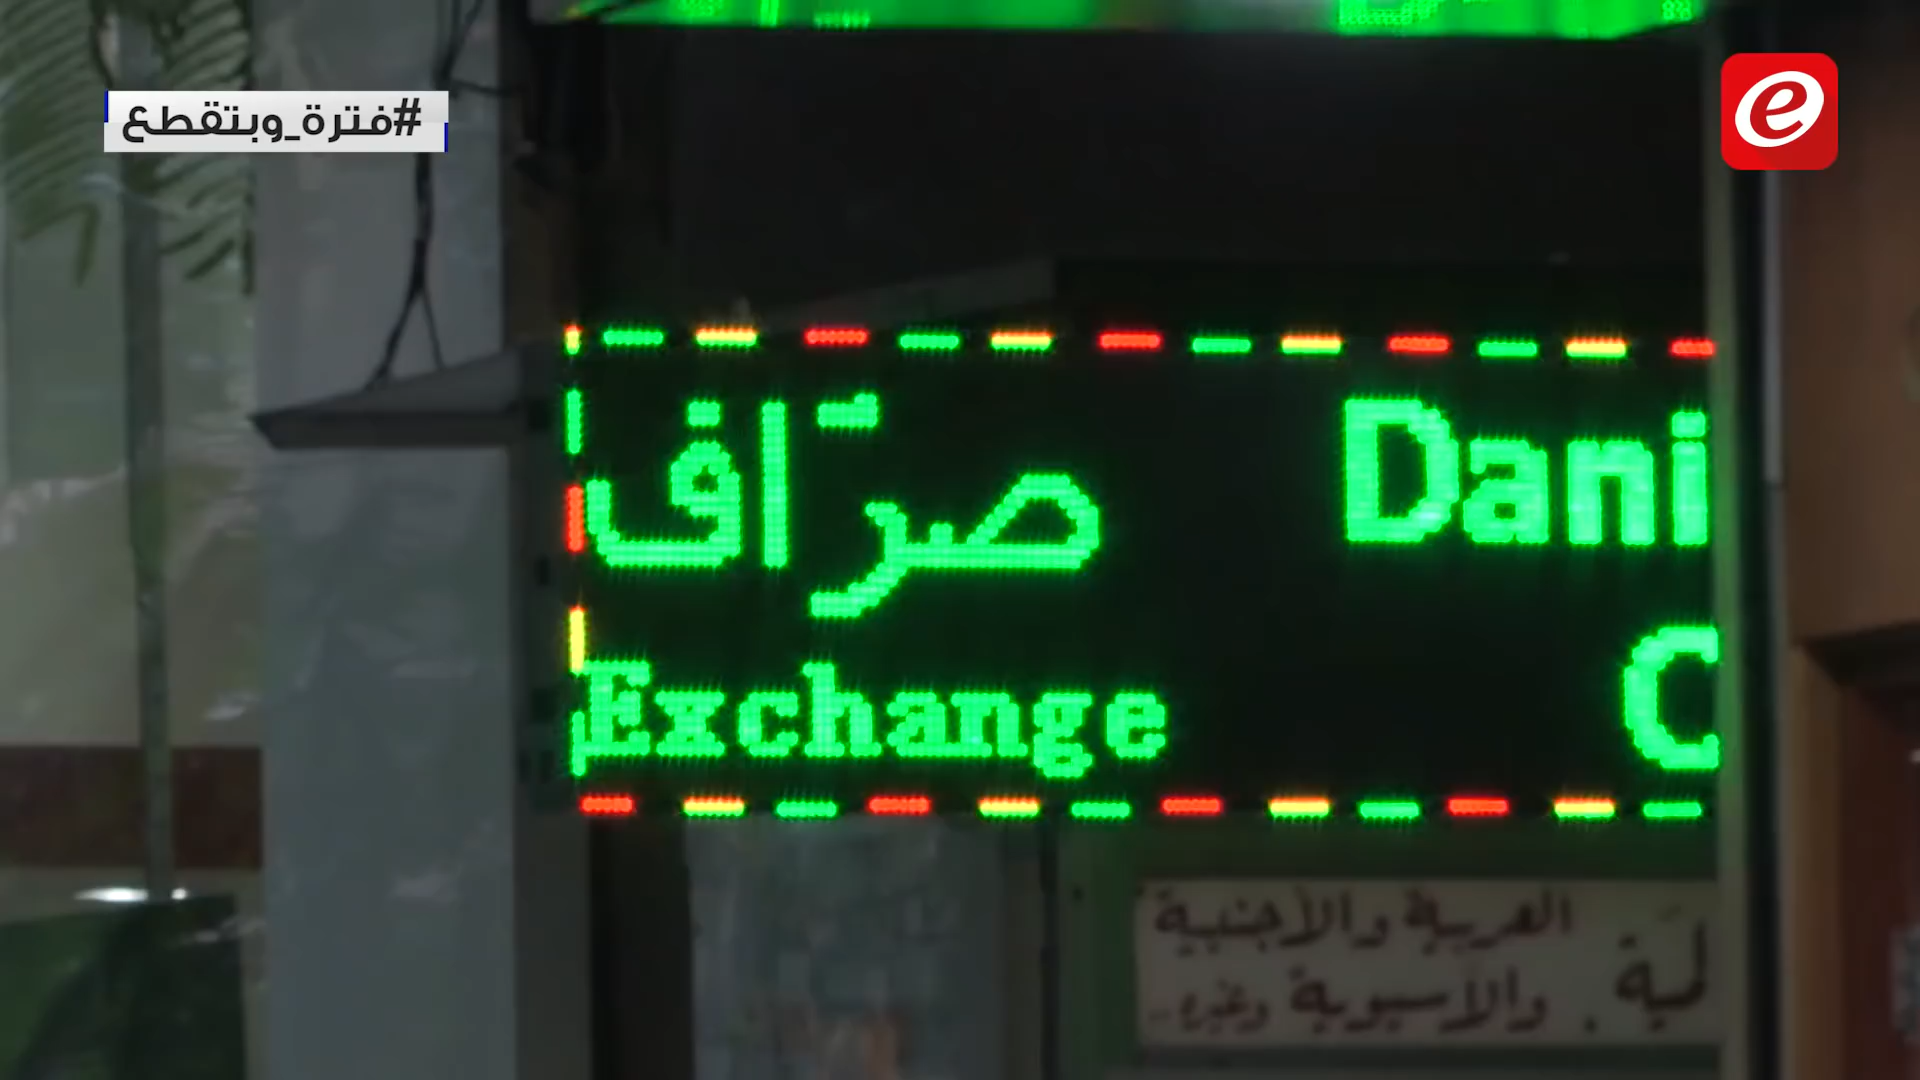 #فترة_وبتقطع
صرّاف
Dani
Exchange
C
العربية والأجنبية
والآسيوية وغيرها..